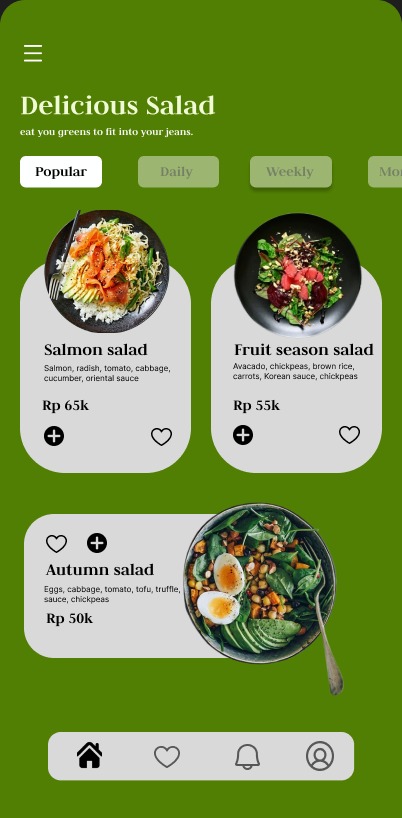 Delicious Salad
eat you greens to fit into your jeans.
Popular
Daily
Weekly
Salmon salad
Salmon, radish, tomato, cabbage,
cucumber, oriental sauce
Rp 65k
Fruit season salad
Avacado, chickpeas, brown rice,
carrots, Korean sauce, chickpeas
Rp 55k
Autumn salad
Eggs, cabbage, tomato, tofu, truffle,
sauce, chickpeas
Rp 50k